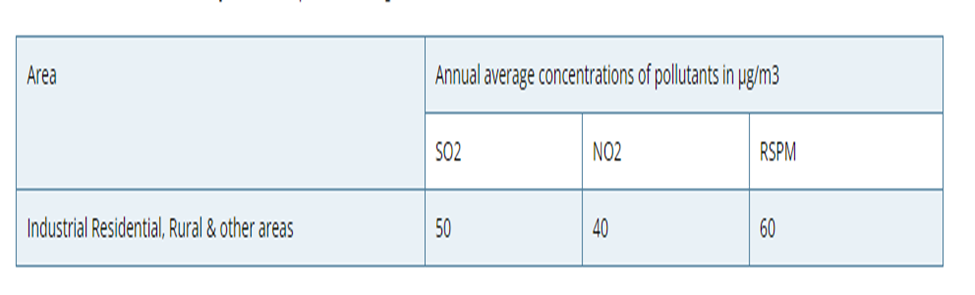 Area
Annual average concentrations of pollutants in µg/m3
SO2 NO2 RSPM
Industrial Residential, Rural & other areas 50 40 60